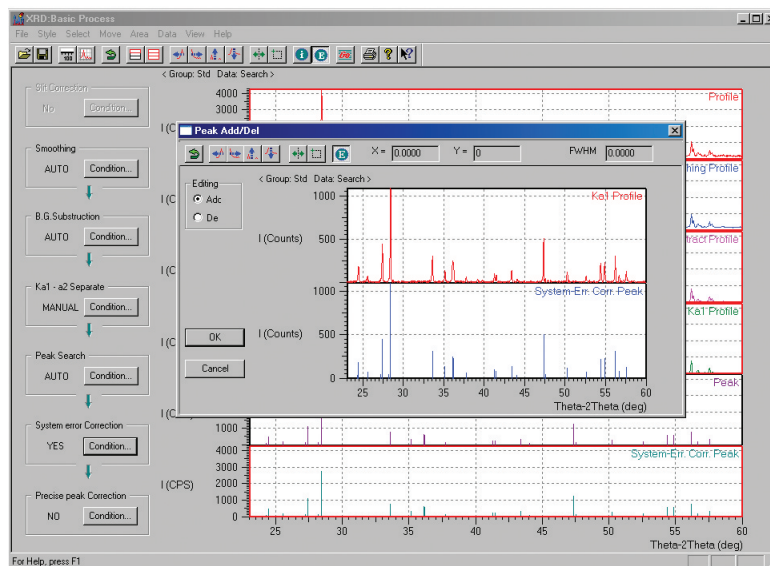 XRD:Basic Process
File Style Select Move Area Data View Help
< Group: Std Data: Search >
Slit Correction
No Condition...
Smoothing
AUTO Condition...
B.G.Substruction
AUTO Condition...
Ka1 - a2 Separate
MANUAL Condition...
Peak Search
AUTO Condition...
System error Correction
YES Condition...
Precise peak Correction
NO Condition...
4000
3000
I (C
Profile
hing Profile
tract Profile
Ka1 Profile
Peak
1000
0
System-Err. Corr. Peak
4000
3000
2000
1000
0
I (CPS)
25 30 35 40 45 50 55 60
Theta-2Theta (deg)
Peak Add/Del
X = 0.0000 Y = 0 FWHM 0.0000
Editing
Adc
De
OK
Cancel
< Group: Std Data: Search >
Ka1 Profile
1000
500
I (Counts)
System-Err. Corr. Peak
1000
500
0
I (Counts)
25 30 35 40 45 50 55 60
Theta-2Theta (deg)
For Help, press F1